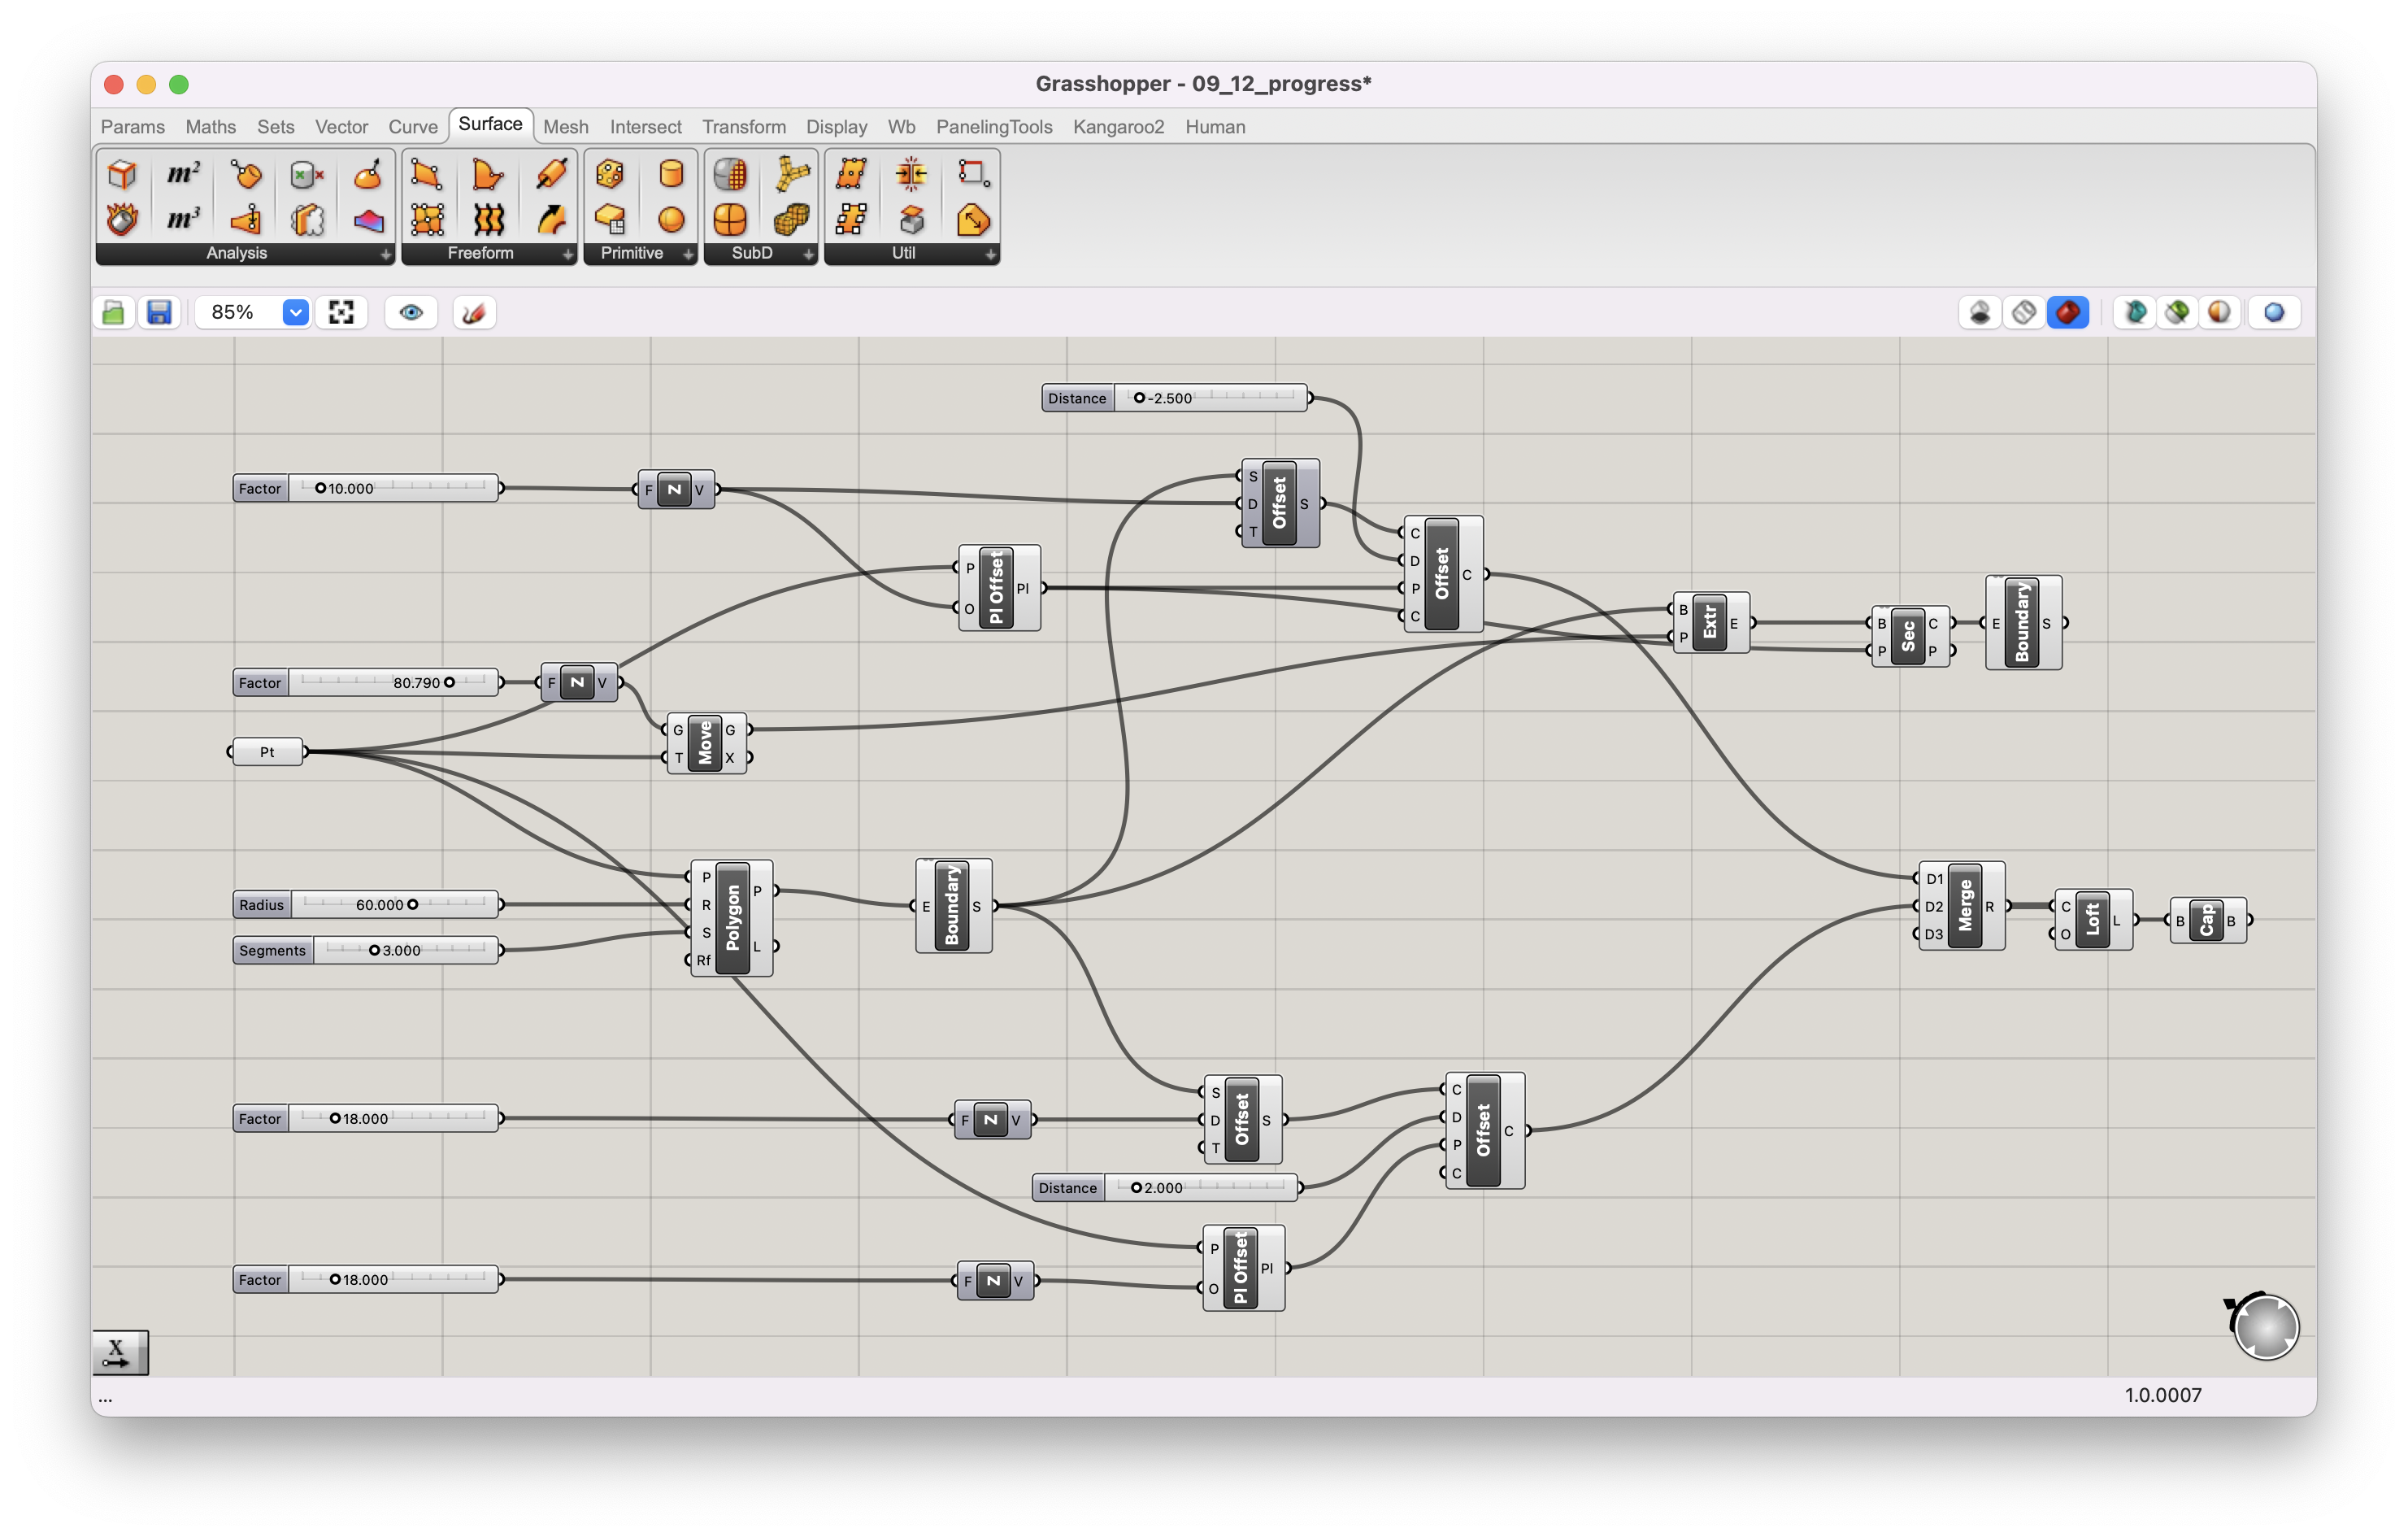 Grasshopper - 09_12_progress*
Params Maths Sets Vector Curve Surface Mesh Intersect Transform Display Wb PanelingTools Kangaroo2 Human
m²
m³
Analysis Freeform Primitive SubD Util
85%
Distance -2.500
Factor 10.000
F Z V
S D T Offset S
C D P C Offset C
P O Pl Offset Pl
B P Extr E
B P Sec C P
E Boundary S
Factor 80.790
F Z V
G T Move G X
Pt
P R S Rf Polygon P L
E Boundary S
Radius 60.000
Segments 3.000
D1 D2 D3 Merge R
C O Loft L
B Cap B
Factor 18.000
F Z V
S D T Offset S
C D P C Offset C
Distance 2.000
Factor 18.000
F Z V
P O Pl Offset Pl
X
...
1.0.0007